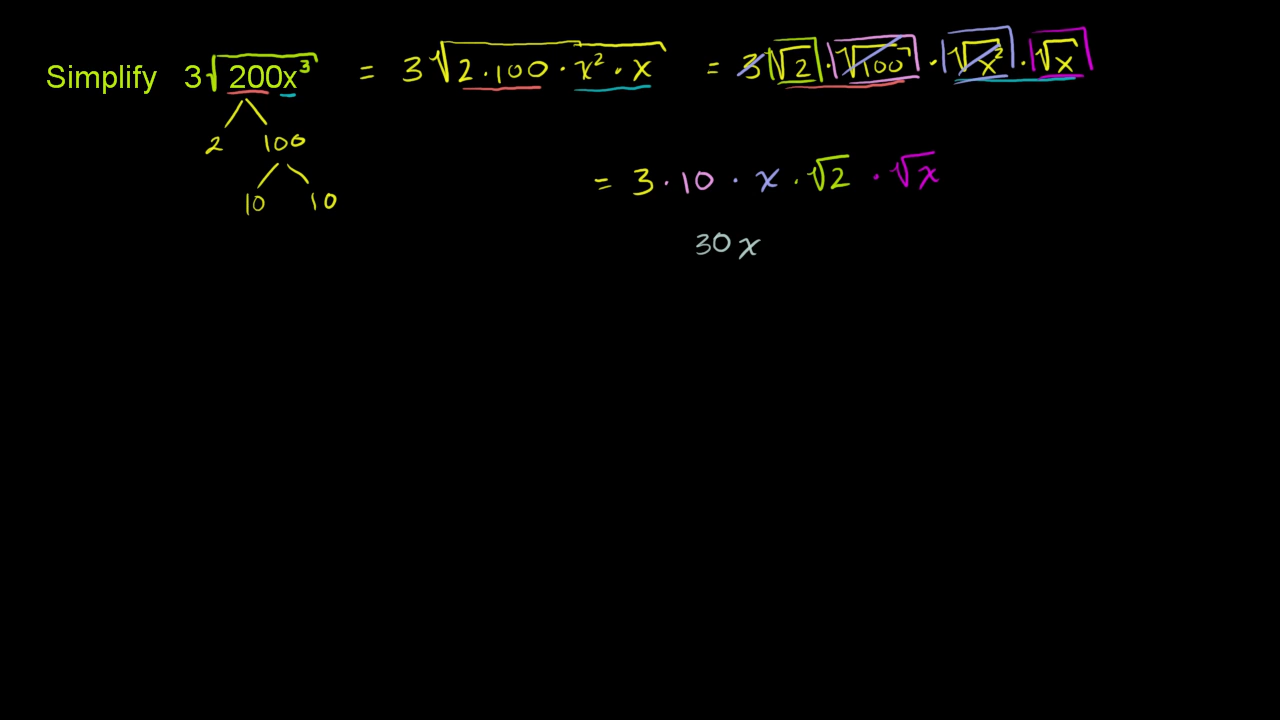 Simplify 3√200x³ = 3√2·100·x²·x = 3√2·√100·√x²·√x
2 100
10 10
= 3·10·x·√2·√x
30x